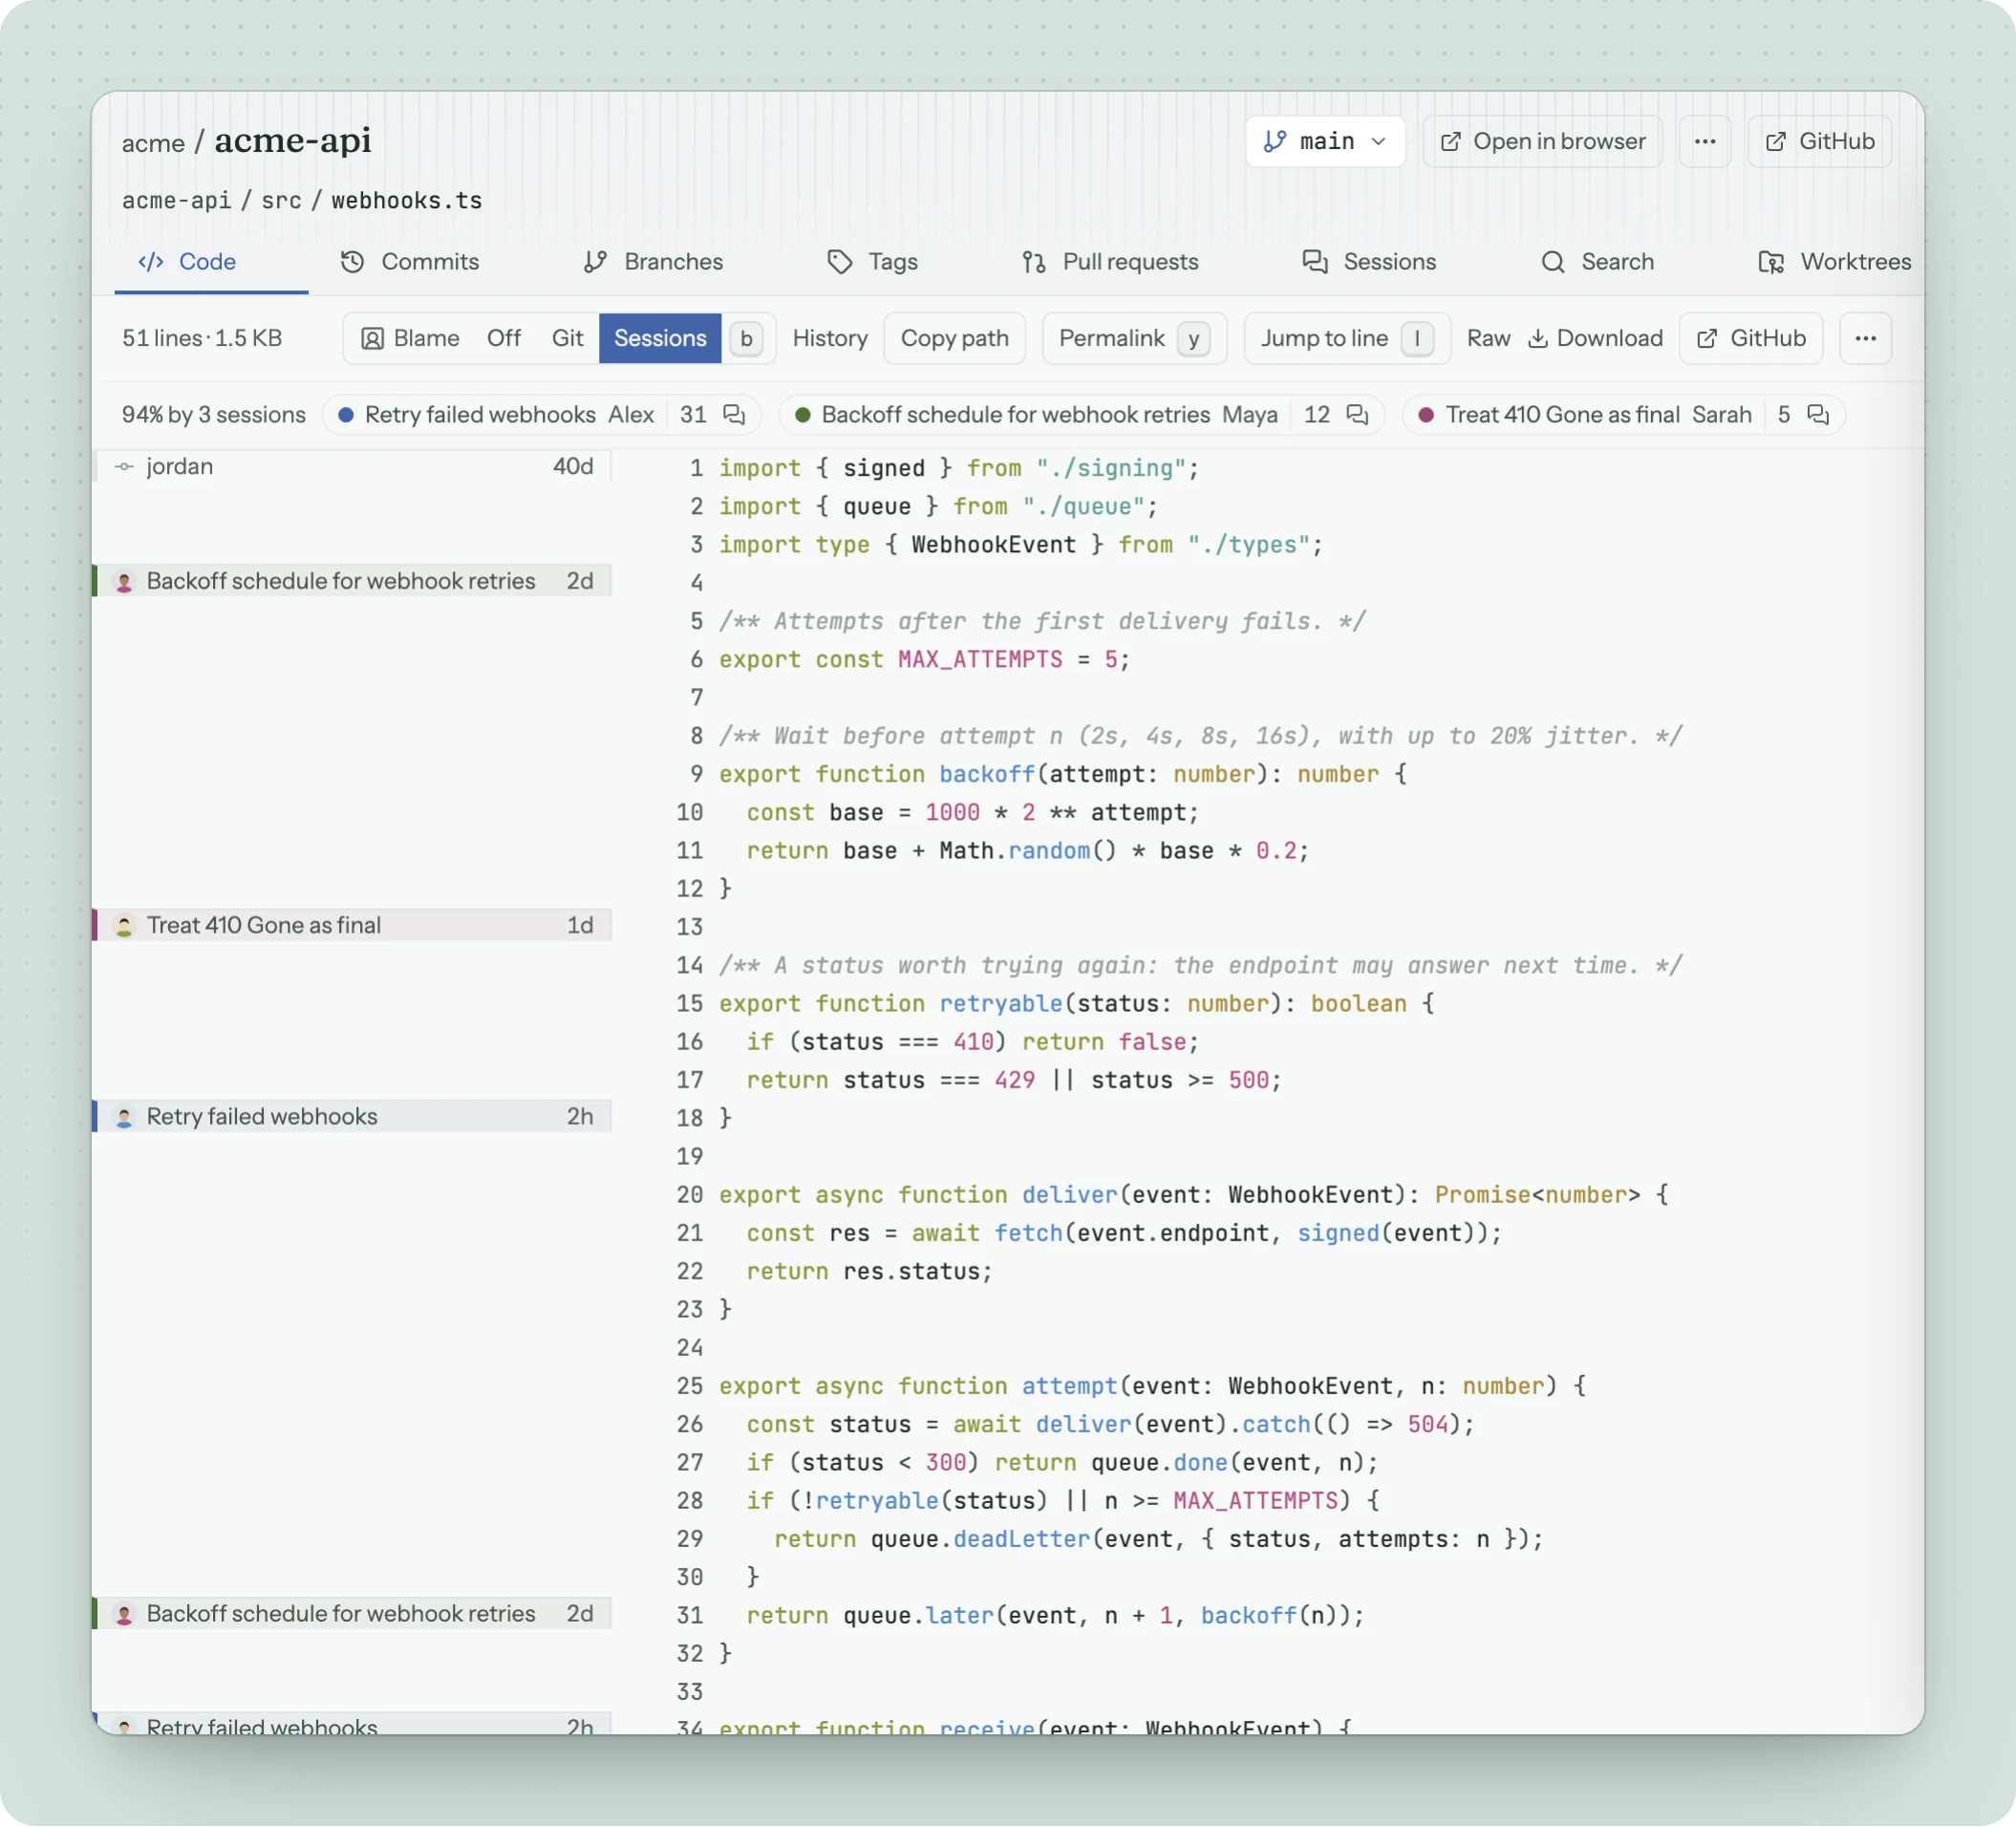 acme / acme-api
main
Open in browser
GitHub
acme-api / src / webhooks.ts
Code
Commits
Branches
Tags
Pull requests
Sessions
Search
Worktrees
51 lines · 1.5 KB
Blame Off Git Sessions b
History
Copy path
Permalink y
Jump to line l
Raw
Download
GitHub
94% by 3 sessions
Retry failed webhooks Alex 31
Backoff schedule for webhook retries Maya 12
Treat 410 Gone as final Sarah 5
jordan 40d
1 import { signed } from "./signing";
2 import { queue } from "./queue";
3 import type { WebhookEvent } from "./types";
Backoff schedule for webhook retries 2d
4
5 /** Attempts after the first delivery fails. */
6 export const MAX_ATTEMPTS = 5;
7
8 /** Wait before attempt n (2s, 4s, 8s, 16s), with up to 20% jitter. */
9 export function backoff(attempt: number): number {
10   const base = 1000 * 2 ** attempt;
11   return base + Math.random() * base * 0.2;
12 }
Treat 410 Gone as final 1d
13
14 /** A status worth trying again: the endpoint may answer next time. */
15 export function retryable(status: number): boolean {
16   if (status === 410) return false;
17   return status === 429 || status >= 500;
Retry failed webhooks 2h
18 }
19
20 export async function deliver(event: WebhookEvent): Promise<number> {
21   const res = await fetch(event.endpoint, signed(event));
22   return res.status;
23 }
24
25 export async function attempt(event: WebhookEvent, n: number) {
26   const status = await deliver(event).catch(() => 504);
27   if (status < 300) return queue.done(event, n);
28   if (!retryable(status) || n >= MAX_ATTEMPTS) {
29     return queue.deadLetter(event, { status, attempts: n });
30   }
Backoff schedule for webhook retries 2d
31   return queue.later(event, n + 1, backoff(n));
32 }
33
Retry failed webhooks 2h
34 export function receive(event: WebhookEvent) {